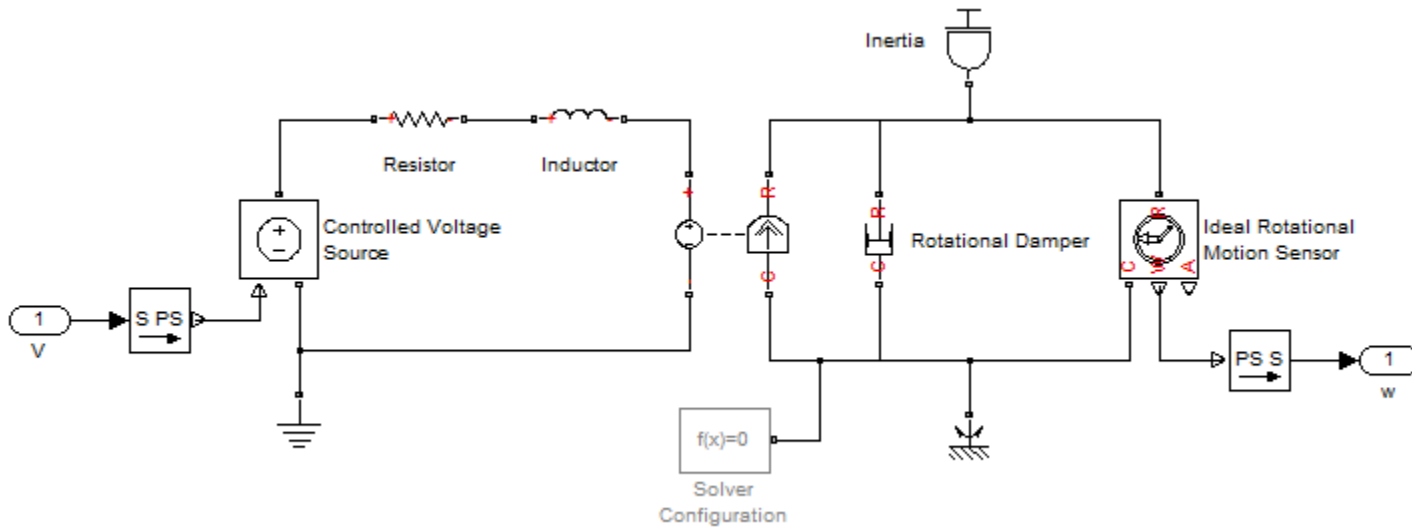 Inertia
Resistor
Inductor
+
-
+
-
+
-
R
R
R
Controlled Voltage
Source
Rotational Damper
Ideal Rotational
Motion Sensor
C
C
C
W
A
1
V
S PS
PS S
1
w
f(x)=0
Solver
Configuration